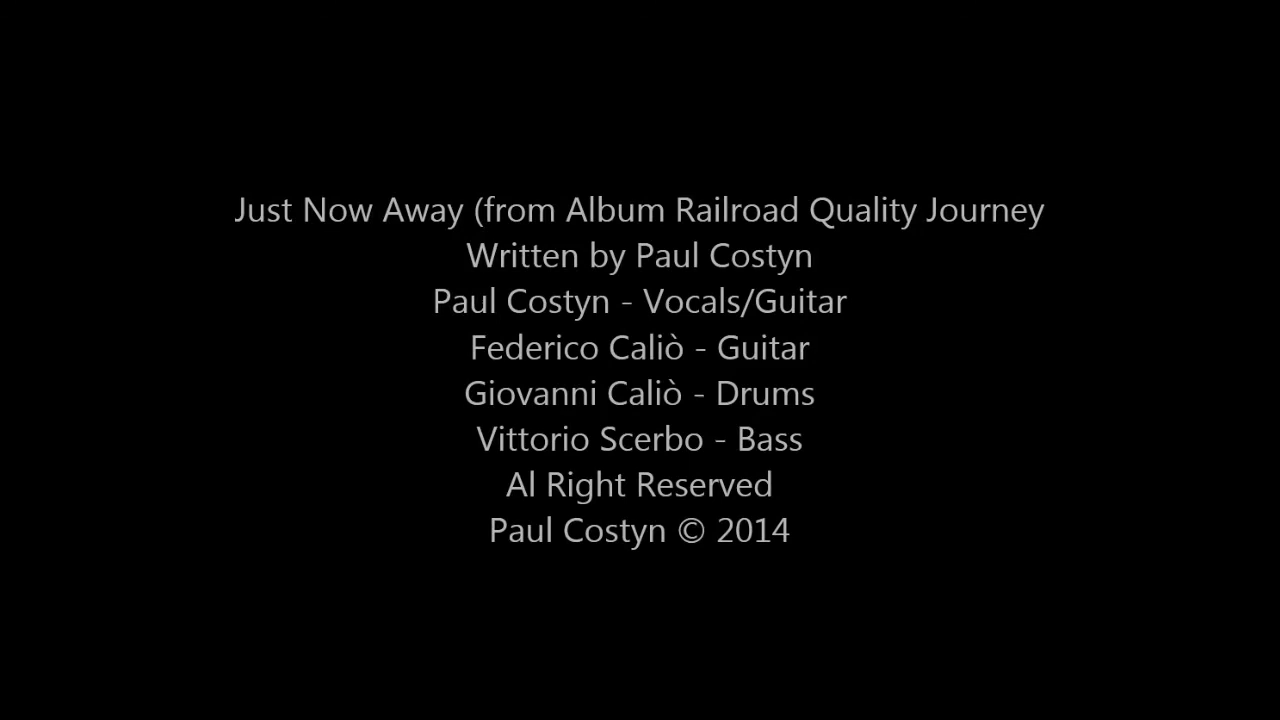 Just Now Away (from Album Railroad Quality Journey
Written by Paul Costyn
Paul Costyn - Vocals/Guitar
Federico Caliò - Guitar
Giovanni Caliò - Drums
Vittorio Scerbo - Bass
Al Right Reserved
Paul Costyn © 2014